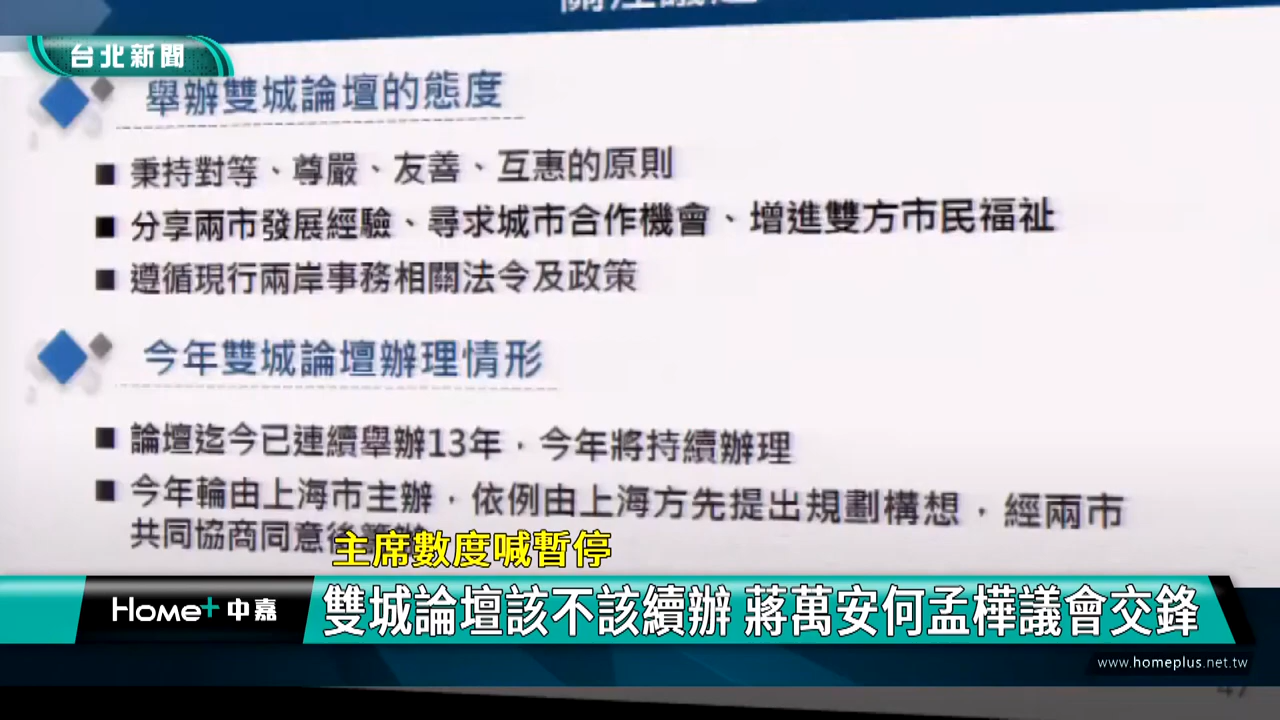 台北新聞
舉辦雙城論壇的態度
秉持對等、尊嚴、友善、互惠的原則
分享兩市發展經驗、尋求城市合作機會、增進雙方市民福祉
遵循現行兩岸事務相關法令及政策
今年雙城論壇辦理情形
論壇迄今已連續舉辦13年，今年將持續辦理
今年輪由上海市主辦，依例由上海方先提出規劃構想，經兩市
共同協商同意後
主席數度喊暫停
Home+中嘉
雙城論壇該不該續辦 蔣萬安何孟樺議會交鋒
www.homeplus.net.tw
47